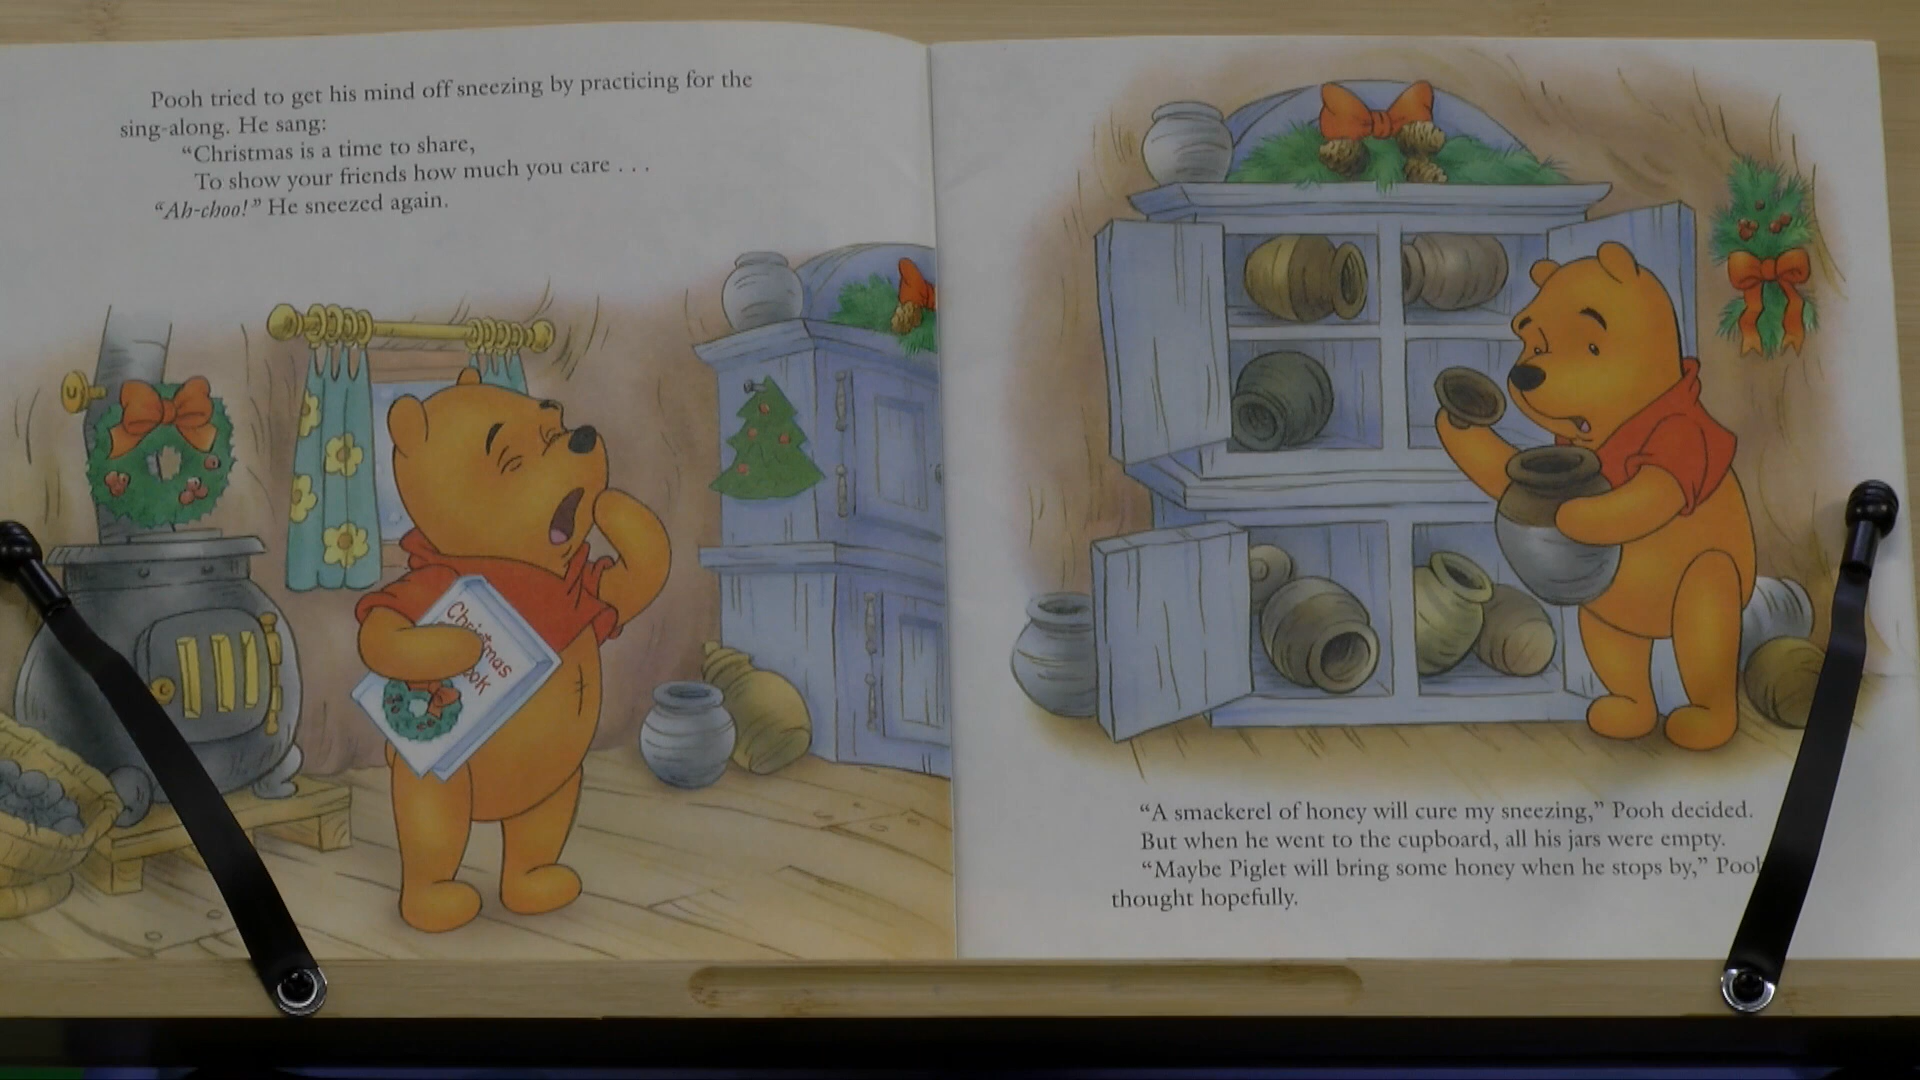 Pooh tried to get his mind off sneezing by practicing for the
sing-along. He sang:
“Christmas is a time to share,
To show your friends how much you care . . .
“Ah-choo!” He sneezed again.
Christmas
“A smackerel of honey will cure my sneezing,” Pooh decided.
But when he went to the cupboard, all his jars were empty.
“Maybe Piglet will bring some honey when he stops by,” Pooh
thought hopefully.